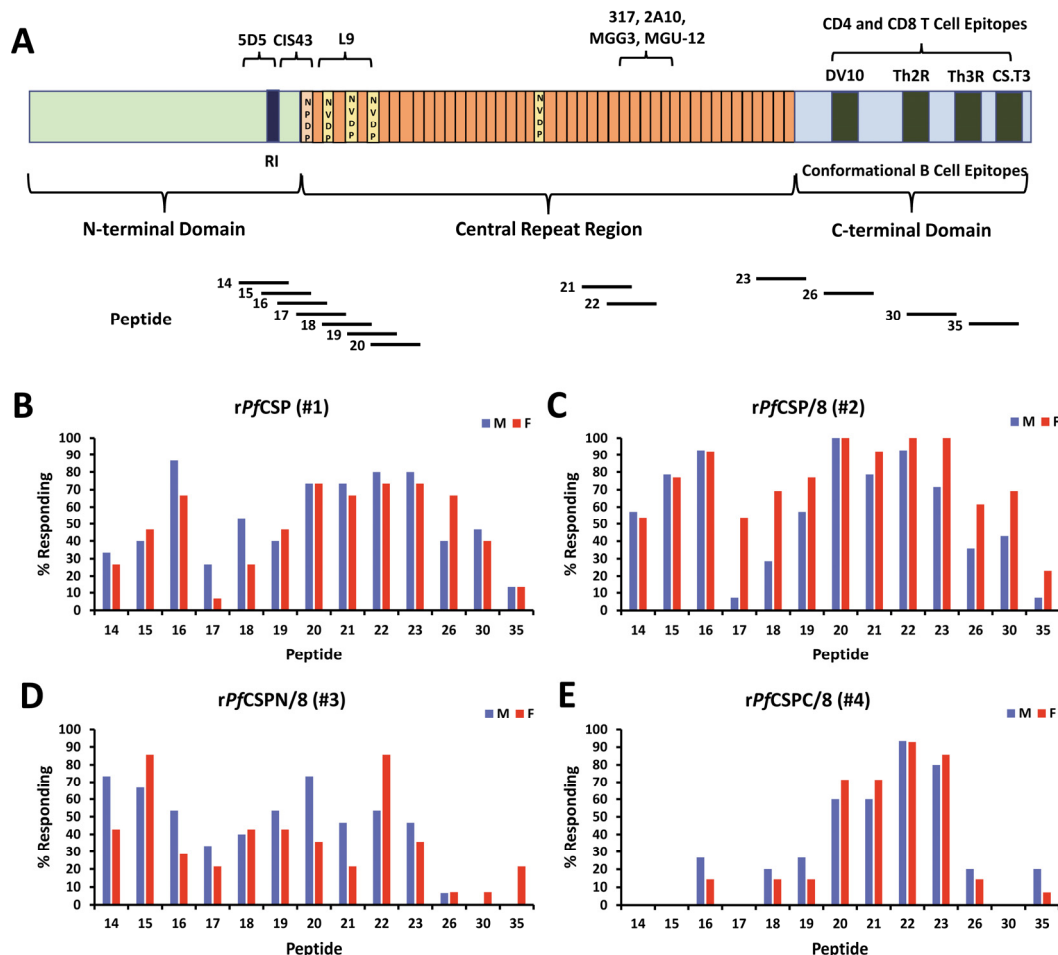 A
5D5 CIS43 L9
317, 2A10,
MGG3, MGU-12
CD4 and CD8 T Cell Epitopes
DV10 Th2R Th3R CS.T3
NPDP NVDP NVDP NVDP NVDP
RI
Conformational B Cell Epitopes
N-terminal Domain Central Repeat Region C-terminal Domain
Peptide
14
15
16
17
18
19
20
21
22
23
26
30
35
B
rPfCSP (#1)
M F
% Responding
100
90
80
70
60
50
40
30
20
10
0
14 15 16 17 18 19 20 21 22 23 26 30 35
Peptide
C
rPfCSP/8 (#2)
M F
% Responding
100
90
80
70
60
50
40
30
20
10
0
14 15 16 17 18 19 20 21 22 23 26 30 35
Peptide
D
rPfCSPN/8 (#3)
M F
% Responding
100
90
80
70
60
50
40
30
20
10
0
14 15 16 17 18 19 20 21 22 23 26 30 35
Peptide
E
rPfCSPC/8 (#4)
M F
% Responding
100
90
80
70
60
50
40
30
20
10
0
14 15 16 17 18 19 20 21 22 23 26 30 35
Peptide